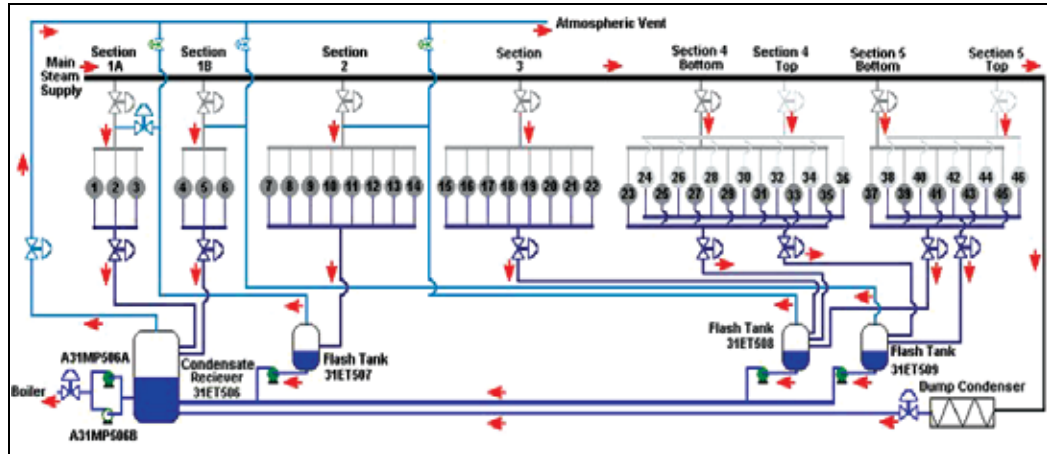 Atmospheric Vent
Main
Steam
Supply
Section
1A
Section
1B
Section
2
Section
3
Section 4
Bottom
Section 4
Top
Section 5
Bottom
Section 5
Top
1 2 3
4 5 6
7 8 9 10 11 12 13 14
15 16 17 18 19 20 21 22
24 26 28 30 32 34 36
23 25 27 29 31 33 35
38 40 42 44 46
37 39 41 43 45
A31MP506A
Boiler
A31MP506B
Condensate
Reciever
31ET506
Flash Tank
31ET507
Flash Tank
31ET508
Flash Tank
31ET509
Dump Condenser